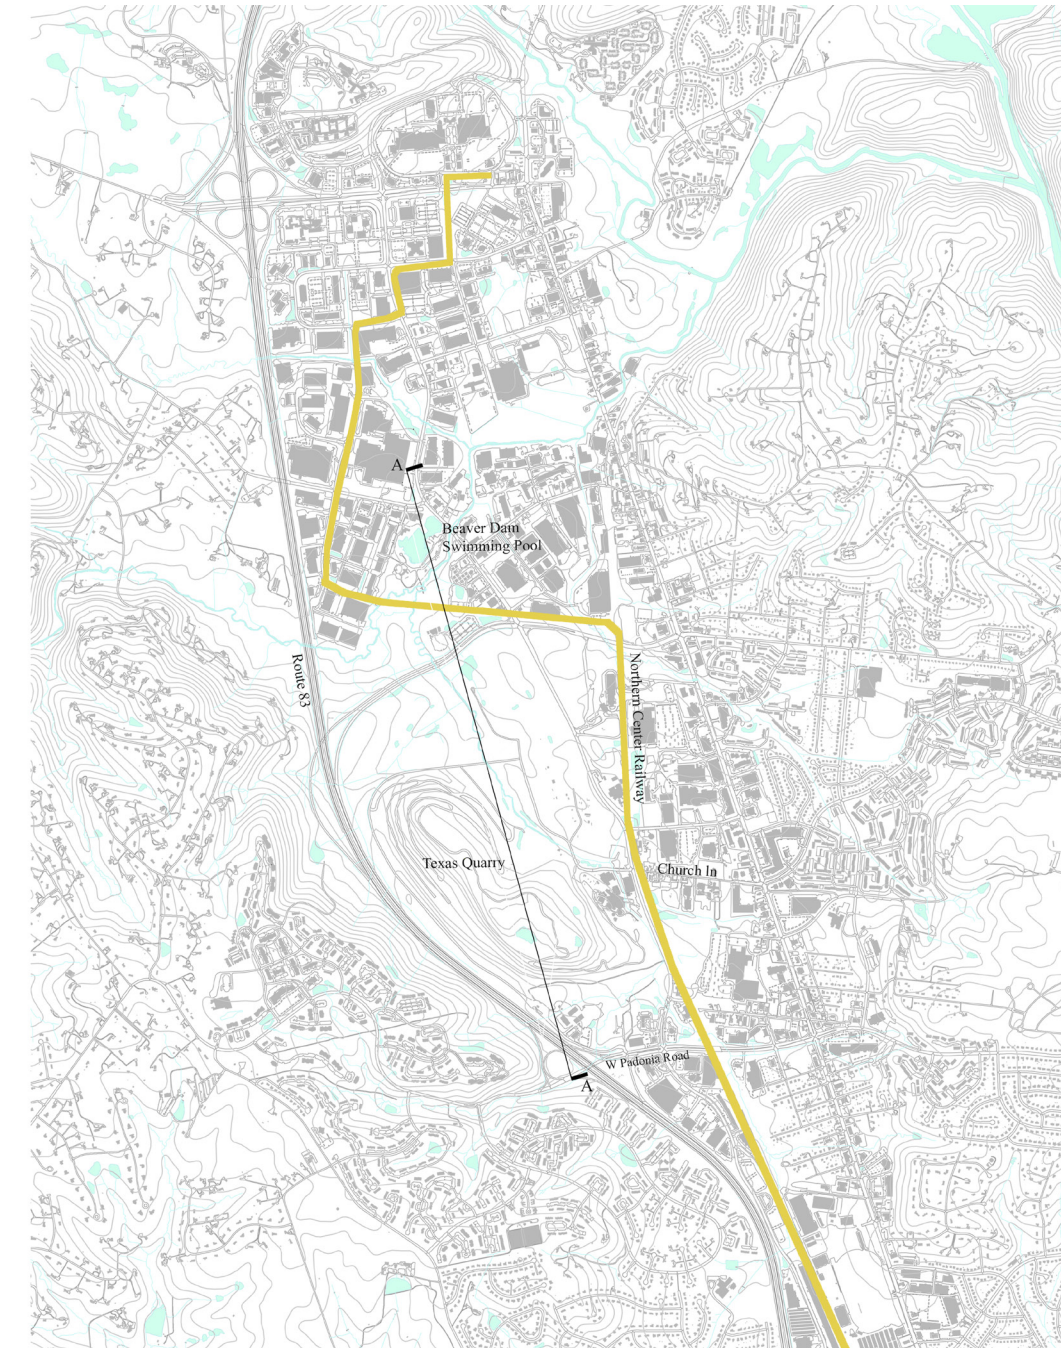 A
Beaver Dam
Swimming Pool
Route 83
Northern Center Railway
Texas Quarry
Church ln
W Padonia Road
A